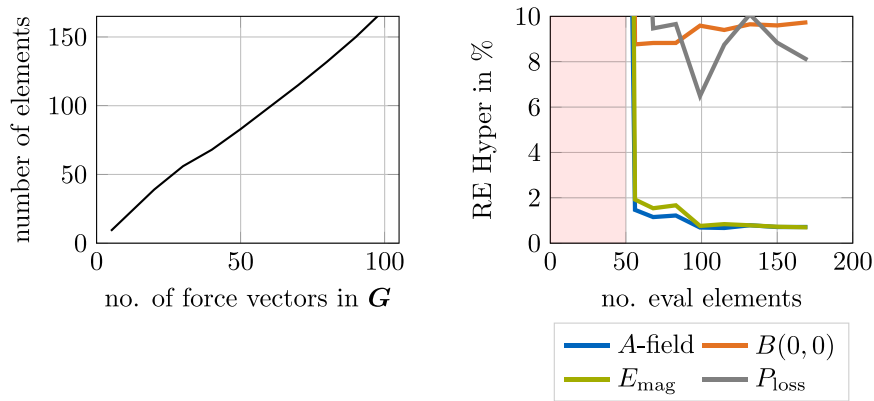 number of elements
150
100
50
0
0
50
100
no. of force vectors in G
RE Hyper in %
10
8
6
4
2
0
0
50
100
150
200
no. eval elements
A-field
B(0, 0)
E_mag
P_loss